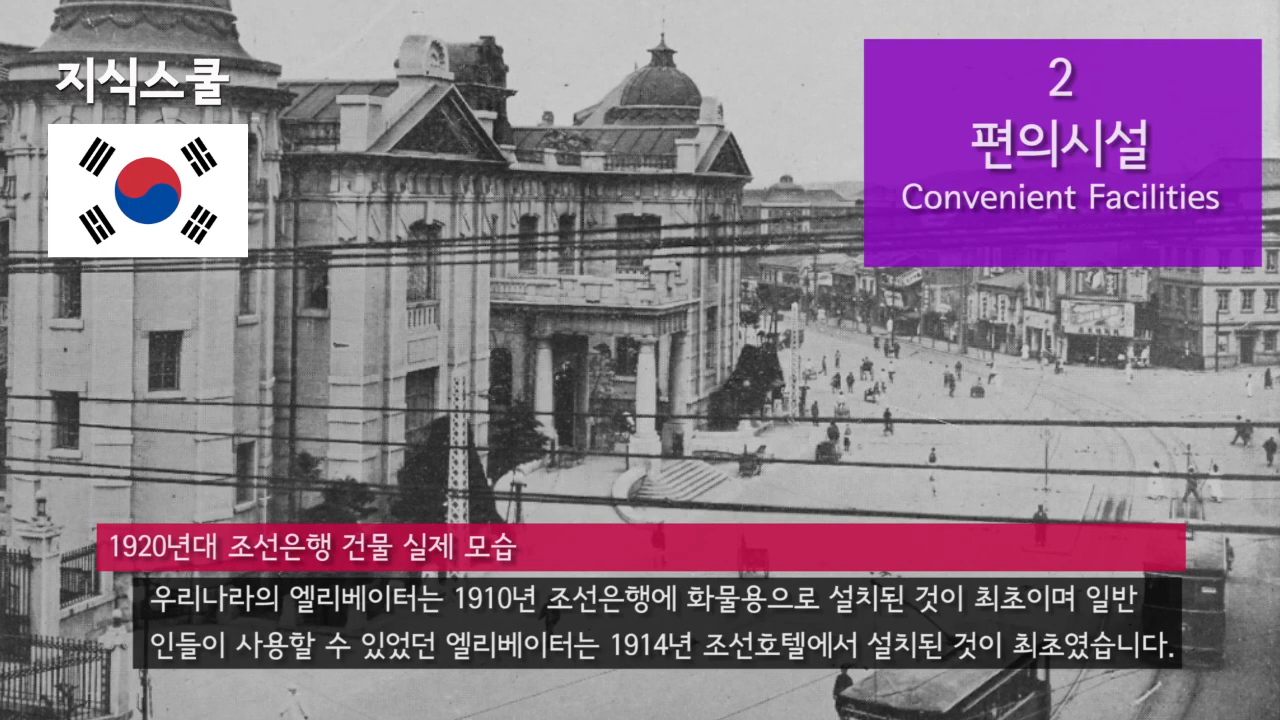 지식스쿨
2
편의시설
Convenient Facilities
1920년대 조선은행 건물 실제 모습
우리나라의 엘리베이터는 1910년 조선은행에 화물용으로 설치된 것이 최초이며 일반
인들이 사용할 수 있었던 엘리베이터는 1914년 조선호텔에서 설치된 것이 최초였습니다.